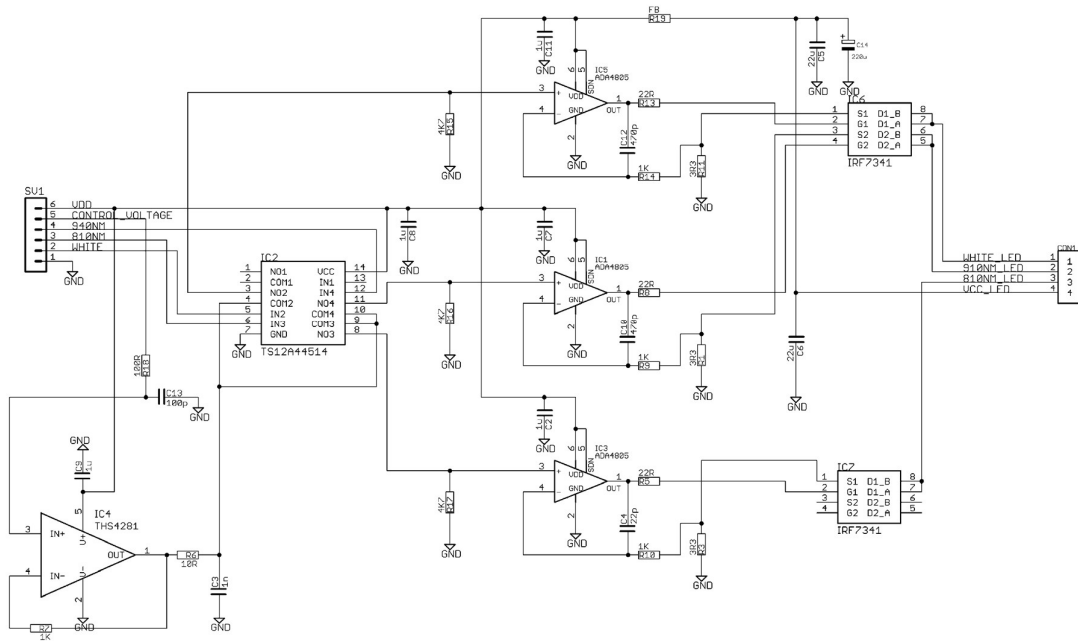 FB
R19
1u
C11
GND
6
5
IC5
ADA4805
SDN
VDD
GND
3
4
2
1
OUT
GND
22R
R13
C12
470p
1K
R14
4K7
R15
GND
3R3
R11
GND
22u
C5
GND
C14
220u
GND
IC6
1 S1 D1_B 8
2 G1 D1_A 7
3 S2 D2_B 6
4 G2 D2_A 5
IRF7341
SV1
6 VDD
5 CONTROL_VOLTAGE
4 940NM
3 810NM
2 WHITE
1
GND
1u
C8
GND
1u
C7
GND
IC2
1 NO1 VCC 14
2 COM1 IN1 13
3 NO2 IN4 12
4 COM2 NO4 11
5 IN2 COM4 10
6 IN3 COM3 9
7 GND NO3 8
GND
TS12A44514
6
5
IC1
ADA4805
SDN
VDD
GND
3
4
2
1
OUT
GND
22R
R8
C10
470p
1K
R9
4K7
R16
GND
3R3
R1
GND
22u
C6
GND
CON1
WHITE_LED 1
910NM_LED 2
810NM_LED 3
VCC_LED 4
1
2
3
4
100R
R18
C13
100p
GND
1u
C2
GND
6
5
IC3
ADA4805
SDN
VDD
GND
3
4
2
1
OUT
GND
22R
R5
C4
22p
1K
R10
4K7
R17
GND
3R3
R3
GND
IC7
1 S1 D1_B 8
2 G1 D1_A 7
3 S2 D2_B 6
4 G2 D2_A 5
IRF7341
GND
C9
1u
5
IC4
THS4281
3 IN+
V+
OUT 1
4 IN-
V-
2
GND
R6
10R
C3
1n
GND
R7
1K